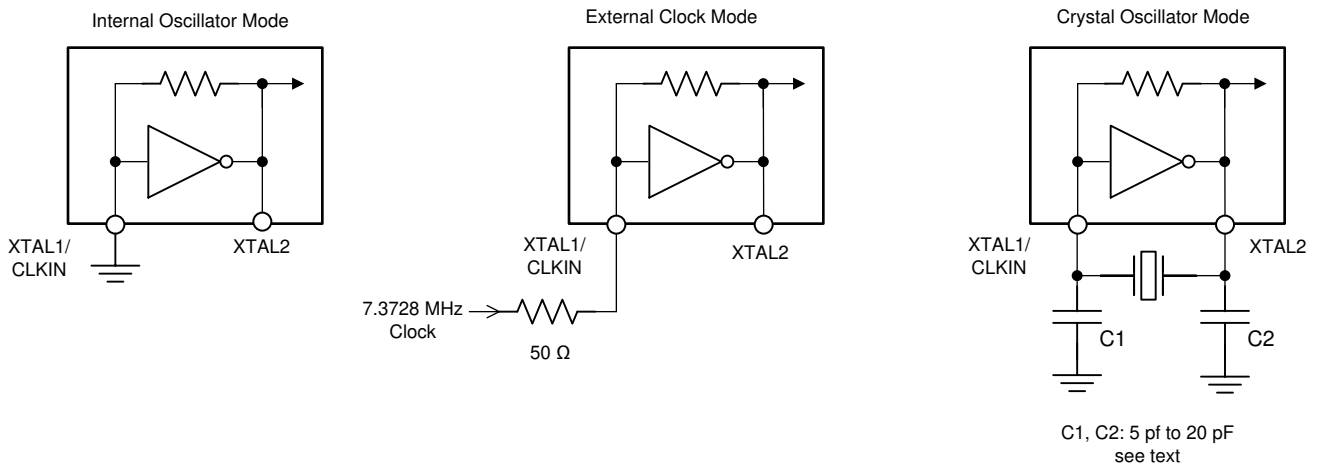 Internal Oscillator Mode
XTAL1/
CLKIN
XTAL2
External Clock Mode
XTAL1/
CLKIN
XTAL2
7.3728 MHz
Clock
50 Ω
Crystal Oscillator Mode
XTAL1/
CLKIN
XTAL2
C1
C2
C1, C2: 5 pf to 20 pF
see text